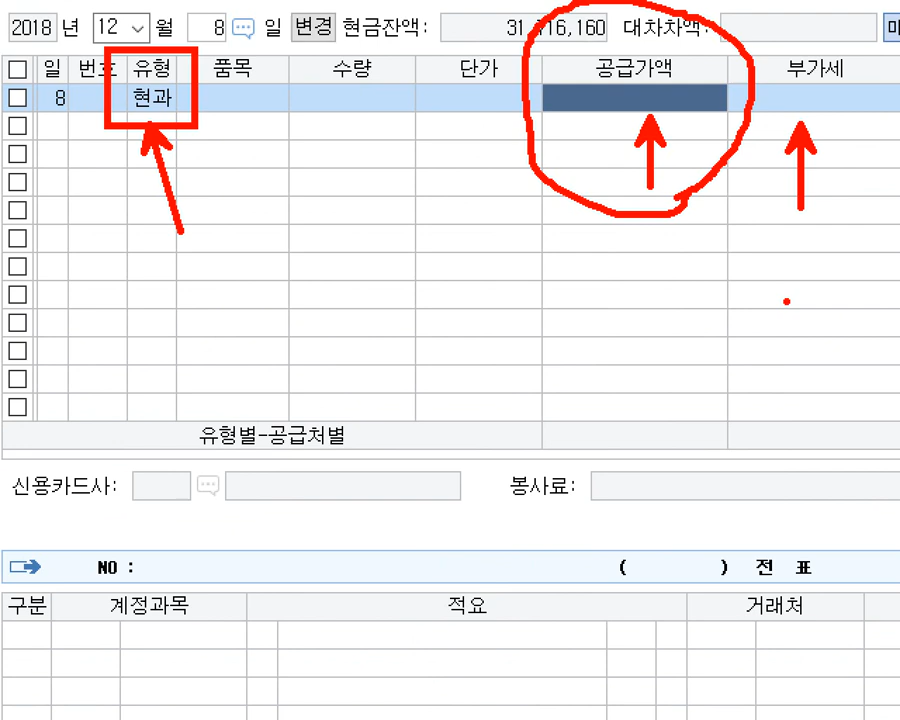 2018 년 12 월 8 일 변경 현금잔액: 31,116,160 대차차액:
일 번호 유형 품목 수량 단가 공급가액 부가세
8 현과
유형별-공급처별
신용카드사: 봉사료:
NO : ( ) 전 표
구분 계정과목 적요 거래처